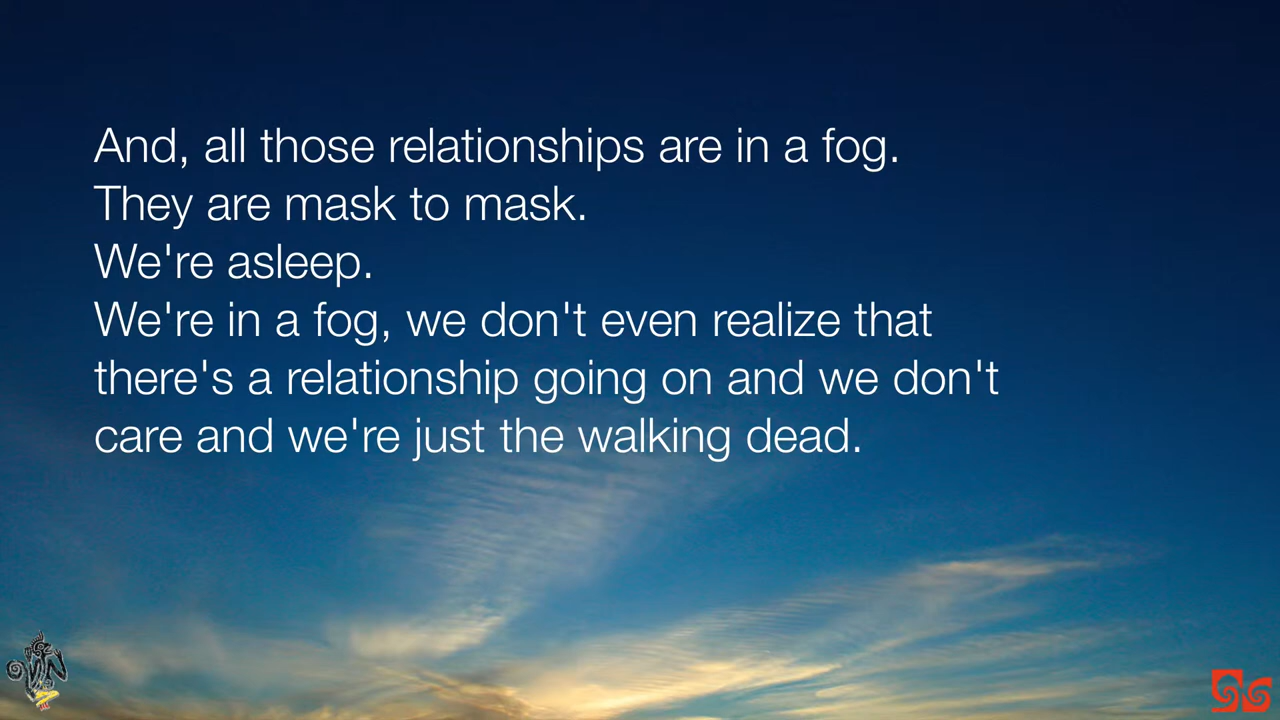 And, all those relationships are in a fog.
They are mask to mask.
We're asleep.
We're in a fog, we don't even realize that
there's a relationship going on and we don't
care and we're just the walking dead.